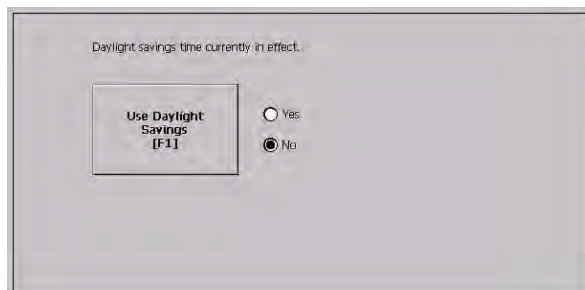 Daylight savings time currently in effect.
Use Daylight
Savings
[F1]
Yes
No